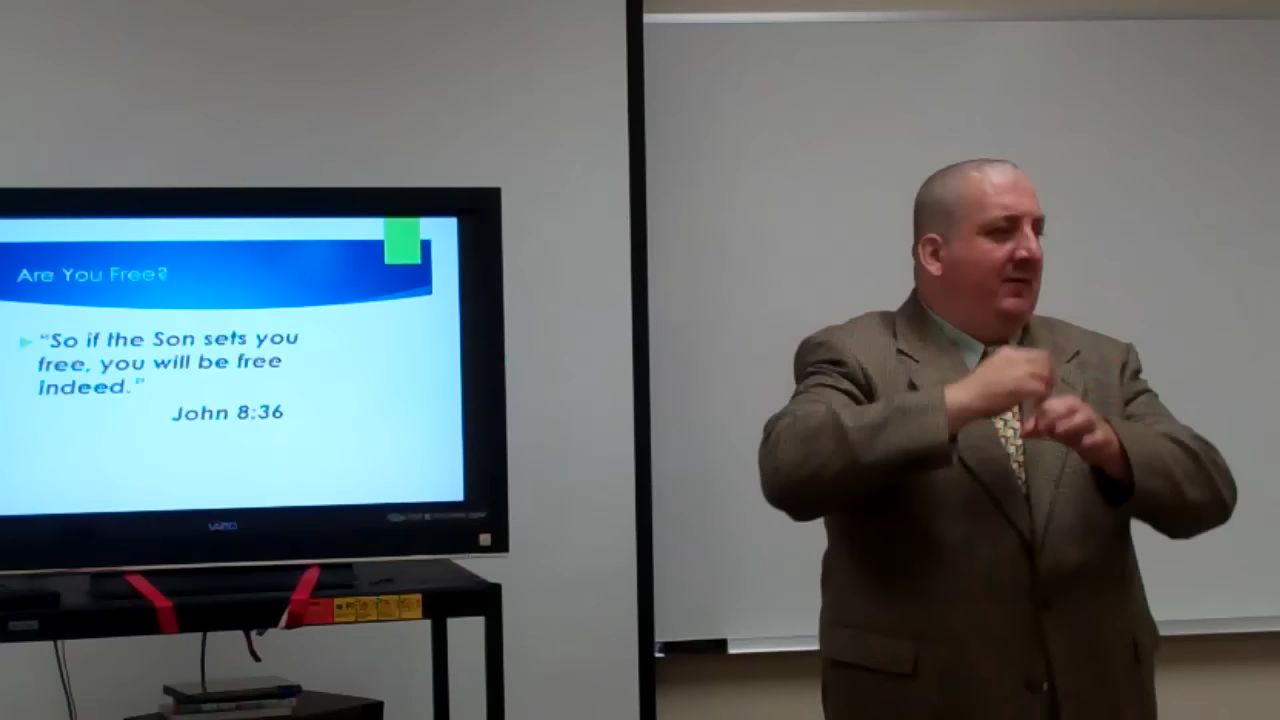 Are You Free?
"So if the Son sets you
free, you will be free
indeed."
John 8:36
VIZIO